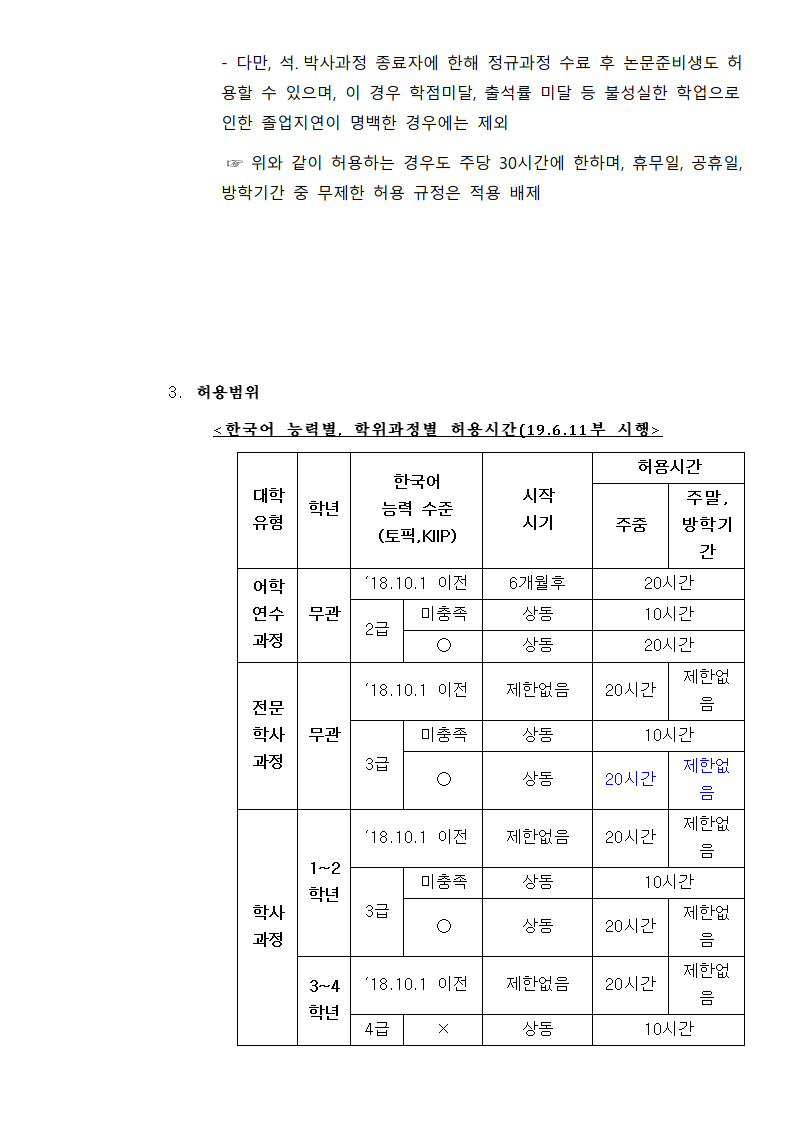 - 다만, 석.박사과정 종료자에 한해 정규과정 수료 후 논문준비생도 허
용할 수 있으며, 이 경우 학점미달, 출석률 미달 등 불성실한 학업으로
인한 졸업지연이 명백한 경우에는 제외
☞ 위와 같이 허용하는 경우도 주당 30시간에 한하며, 휴무일, 공휴일,
방학기간 중 무제한 허용 규정은 적용 배제
3. 허용범위
<한국어 능력별, 학위과정별 허용시간(19.6.11부 시행>
대학
유형
학년
한국어
능력 수준
(토픽,KIIP)
시작
시기
허용시간
주중
주말,
방학기
간
어학
연수
과정
무관
‘18.10.1 이전 6개월후 20시간
2급
미충족 상동 10시간
○ 상동 20시간
전문
학사
과정
무관
‘18.10.1 이전 제한없음 20시간 제한없
음
3급
미충족 상동 10시간
○ 상동 20시간 제한없
음
학사
과정
1~2
학년
‘18.10.1 이전 제한없음 20시간 제한없
음
3급
미충족 상동 10시간
○ 상동 20시간 제한없
음
3~4
학년
‘18.10.1 이전 제한없음 20시간 제한없
음
4급 × 상동 10시간